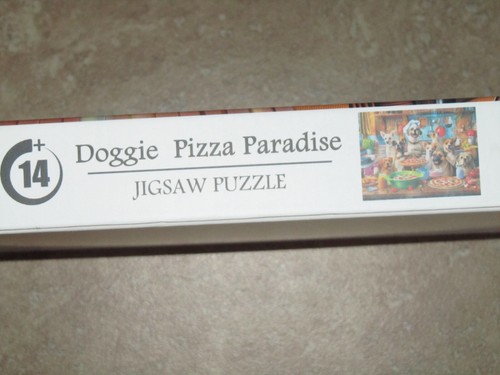 +
14
Doggie Pizza Paradise
JIGSAW PUZZLE